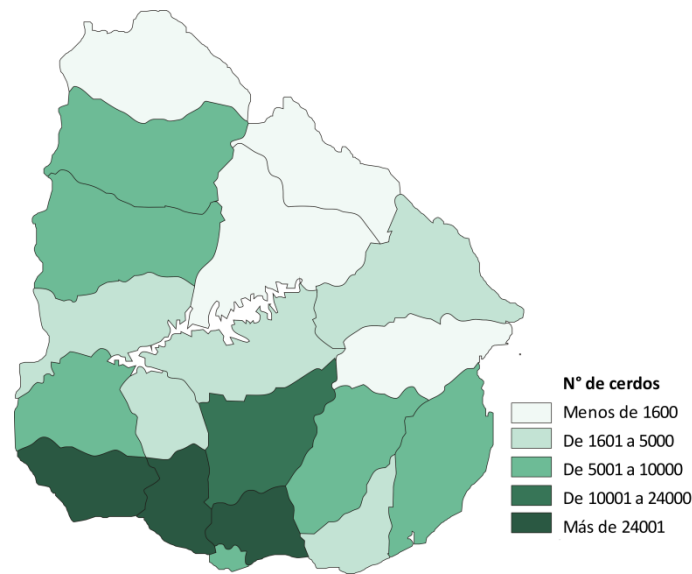 N° de cerdos
Menos de 1600
De 1601 a 5000
De 5001 a 10000
De 10001 a 24000
Más de 24001